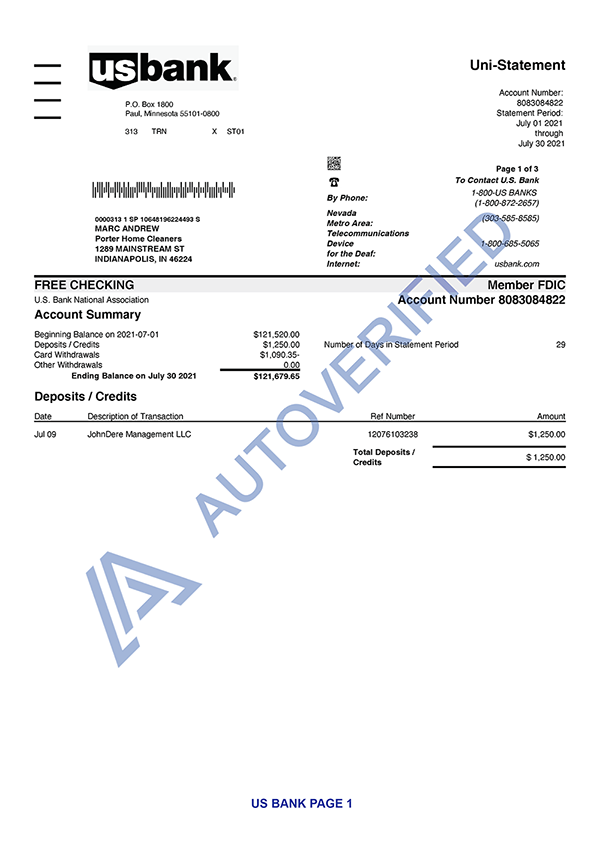 usbank®
Uni-Statement
P.O. Box 1800
Paul, Minnesota 55101-0800
313 TRN X ST01
Account Number:
8083084822
Statement Period:
July 01 2021
through
July 30 2021
Page 1 of 3
To Contact U.S. Bank
By Phone: 1-800-US BANKS
(1-800-872-2657)
Nevada
Metro Area: (303-585-8585)
Telecommunications
Device 1-800-685-5065
for the Deaf:
Internet: usbank.com
0000313 1 SP 10648196224493 S
MARC ANDREW
Porter Home Cleaners
1289 MAINSTREAM ST
INDIANAPOLIS, IN 46224
FREE CHECKING Member FDIC
U.S. Bank National Association Account Number 8083084822
Account Summary
Beginning Balance on 2021-07-01 $121,520.00
Deposits / Credits $1,250.00 Number of Days in Statement Period 29
Card Withdrawals $1,090.35-
Other Withdrawals 0.00
Ending Balance on July 30 2021 $121,679.65
Deposits / Credits
Date Description of Transaction Ref Number Amount
Jul 09 JohnDere Management LLC 12076103238 $1,250.00
Total Deposits /
Credits $ 1,250.00
AUTOVERIFIED
US BANK PAGE 1